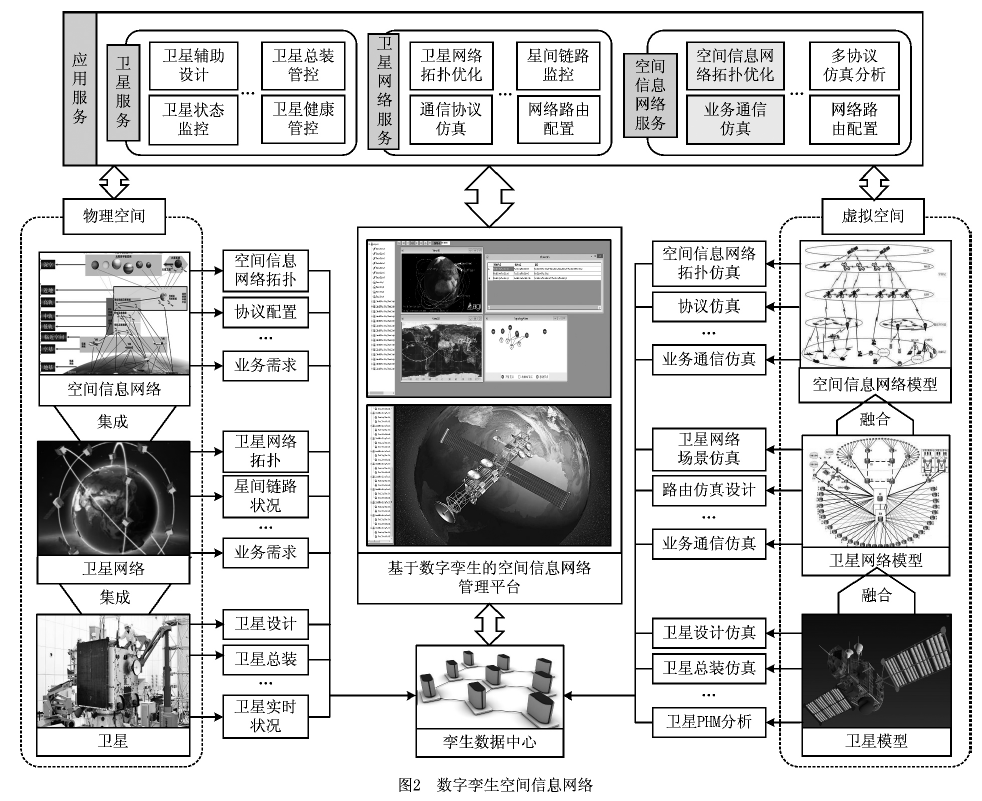 应用服务
卫星服务
卫星辅助
设计
卫星总装
管控
...
卫星状态
监控
卫星健康
管控
卫星网络服务
卫星网络
拓扑优化
星间链路
监控
...
通信协议
仿真
网络路由
配置
空间信息网络服务
空间信息网
络拓扑优化
多协议
仿真分析
...
业务通信
仿真
网络路
由配置
物理空间
空间信息网络
集成
卫星网络
集成
卫星
空间信息
网络拓扑
协议配置
...
业务需求
卫星网络
拓扑
星间链路
状况
...
业务需求
卫星设计
卫星总装
...
卫星实时
状况
基于数字孪生的空间信息网络
管理平台
孪生数据中心
空间信息网络
拓扑仿真
协议仿真
...
业务通信仿真
卫星网络
场景仿真
路由仿真设计
...
业务通信仿真
卫星设计仿真
卫星总装仿真
...
卫星PHM分析
虚拟空间
空间信息网络模型
融合
卫星网络模型
融合
卫星模型
图2 数字孪生空间信息网络